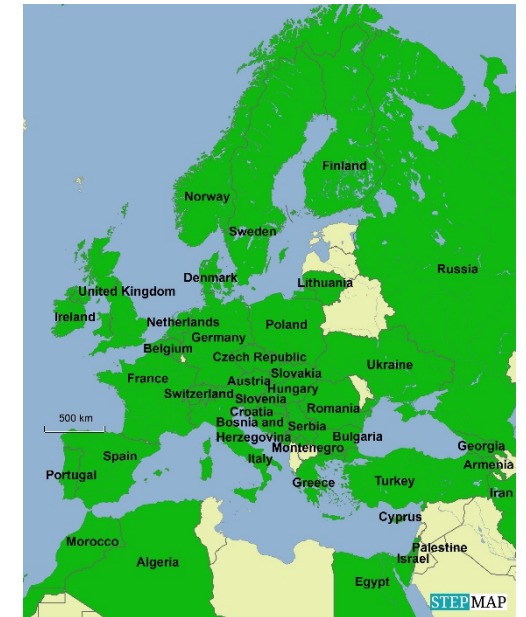 Finland
Norway
Sweden
Russia
Denmark
Lithuania
United Kingdom
Ireland
Netherlands
Poland
Germany
Belgium
Czech Republic
Ukraine
Slovakia
France
Austria
Hungary
Switzerland
Slovenia
Romania
Croatia
500 km
Bosnia and
Herzegovina
Serbia
Bulgaria
Montenegro
Georgia
Spain
Italy
Armenia
Portugal
Greece
Turkey
Iran
Cyprus
Morocco
Palestine
Algeria
Israel
Egypt
STEPMAP